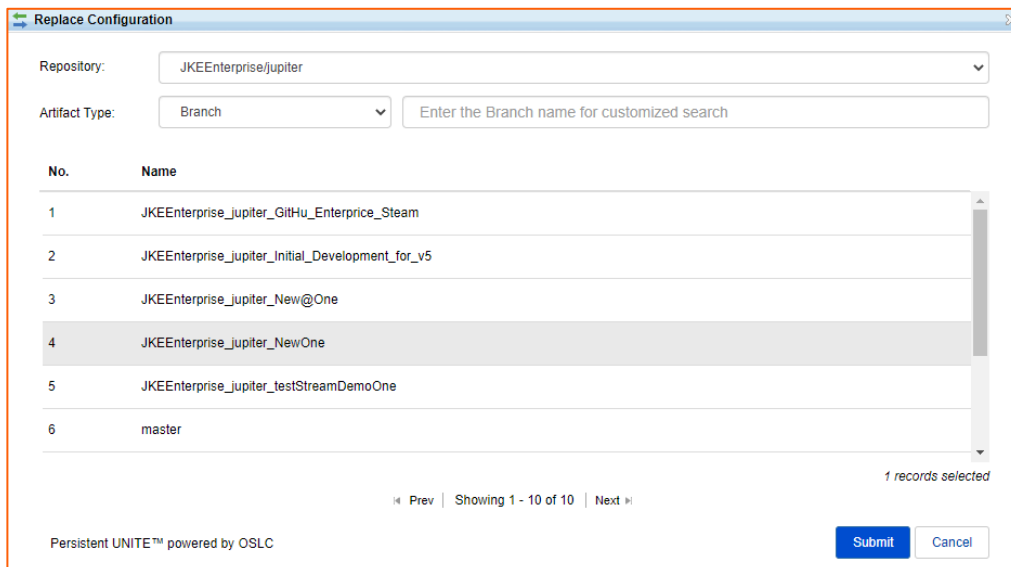 Replace Configuration
Repository: JKEEnterprise/jupiter
Artifact Type: Branch Enter the Branch name for customized search
No. Name
1 JKEEnterprise_jupiter_GitHu_Enterprice_Steam
2 JKEEnterprise_jupiter_Initial_Development_for_v5
3 JKEEnterprise_jupiter_New@One
4 JKEEnterprise_jupiter_NewOne
5 JKEEnterprise_jupiter_testStreamDemoOne
6 master
1 records selected
Prev Showing 1 - 10 of 10 Next
Persistent UNITE™ powered by OSLC Submit Cancel